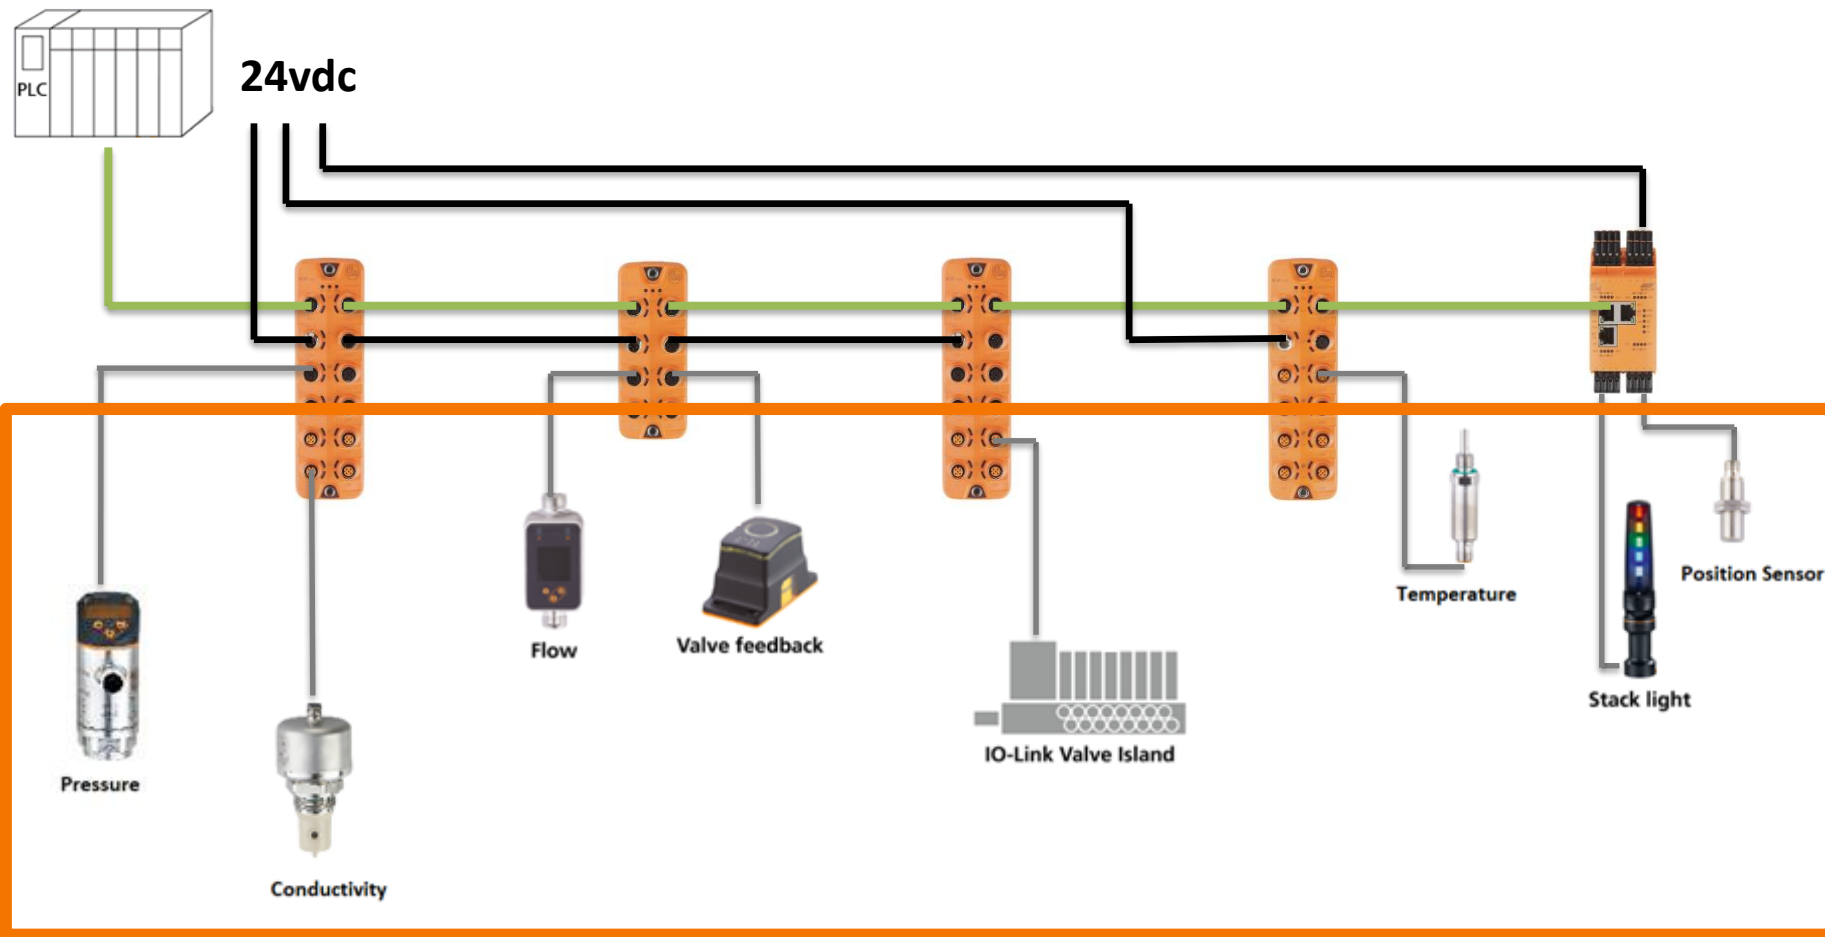 PLC
24vdc
Flow
Valve feedback
Temperature
Position Sensor
Stack light
IO-Link Valve Island
Pressure
Conductivity